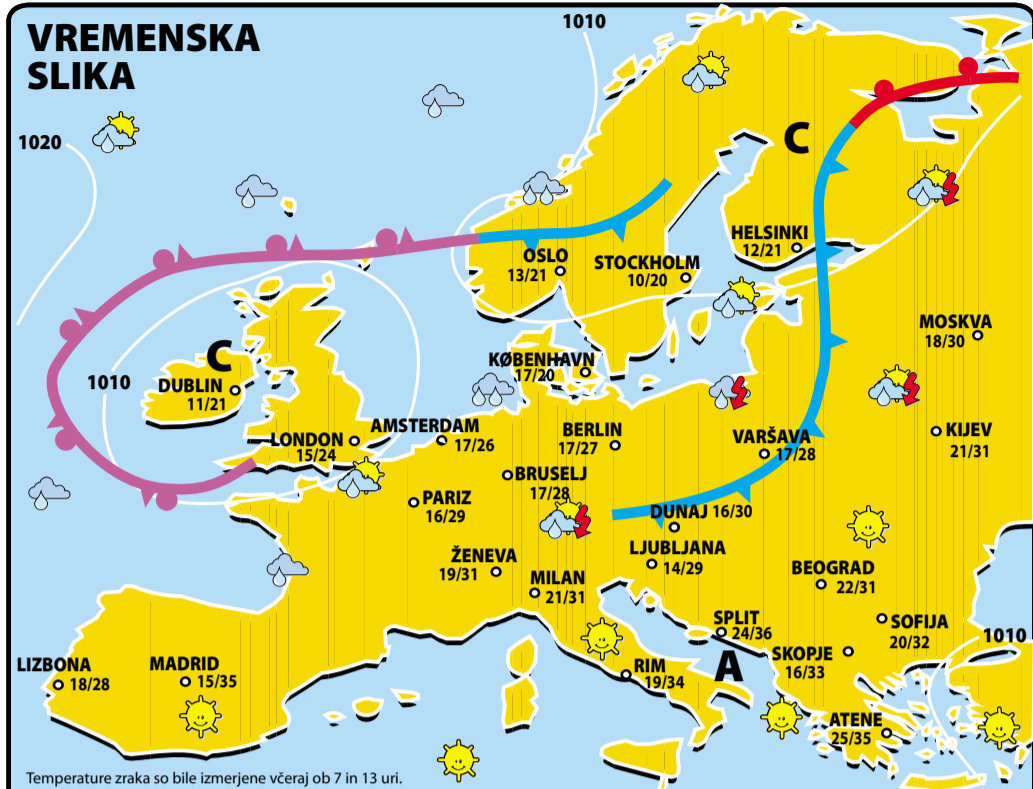 VREMENSKA
SLIKA
1010
1020
C
HELSINKI
12/21
OSLO
13/21
STOCKHOLM
10/20
MOSKVA
18/30
C
KØBENHAVN
17/20
1010
DUBLIN
11/21
LONDON
15/24
AMSTERDAM
17/26
BERLIN
17/27
VARŠAVA
17/28
KIJEV
21/31
BRUSELJ
17/28
PARIZ
16/29
DUNAJ 16/30
ŽENEVA
19/31
LJUBLJANA
14/29
MILAN
21/31
BEOGRAD
22/31
SPLIT
24/36
SOFIJA
20/32
1010
SKOPJE
16/33
LIZBONA
18/28
MADRID
15/35
RIM
19/34
A
ATENE
25/35
Temperature zraka so bile izmerjene včeraj ob 7 in 13 uri.